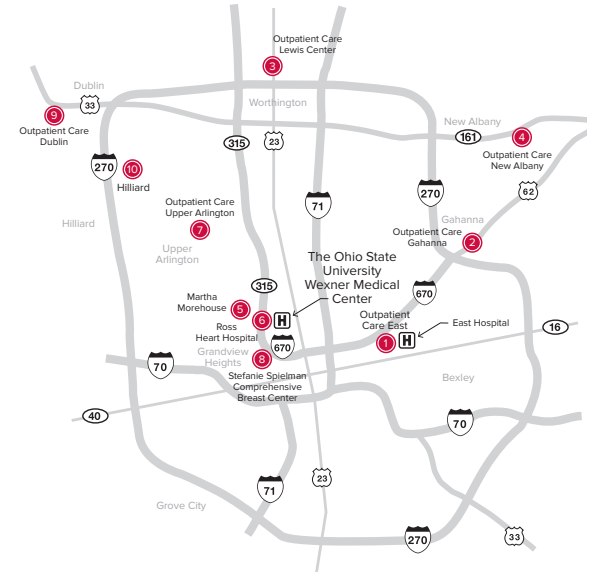 Outpatient Care
Lewis Center
3
Dublin
33
Worthington
9
Outpatient Care
Dublin
New Albany
161
4
Outpatient Care
New Albany
315
23
270
10
Hilliard
270
62
71
Outpatient Care
Upper Arlington
7
Hilliard
Upper
Arlington
Gahanna
Outpatient Care
Gahanna
2
The Ohio State
University
Wexner Medical
Center
315
670
Martha
Morehouse
5
6
H
Ross
Heart Hospital
Outpatient
Care East
1
H
East Hospital
16
670
Grandview
Heights
8
70
Stefanie Spielman
Comprehensive
Breast Center
Bexley
40
70
71
23
Grove City
270
33